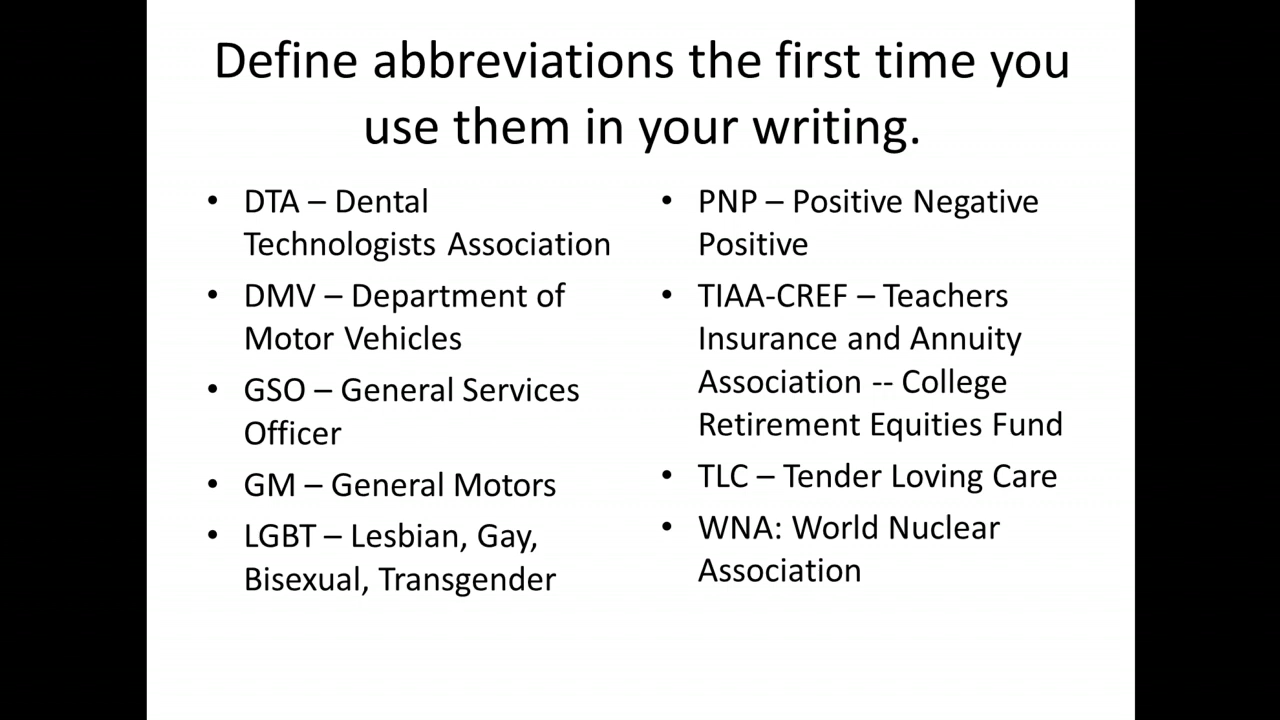 Define abbreviations the first time you
use them in your writing.
• DTA – Dental
Technologists Association
• DMV – Department of
Motor Vehicles
• GSO – General Services
Officer
• GM – General Motors
• LGBT – Lesbian, Gay,
Bisexual, Transgender
• PNP – Positive Negative
Positive
• TIAA-CREF – Teachers
Insurance and Annuity
Association -- College
Retirement Equities Fund
• TLC – Tender Loving Care
• WNA: World Nuclear
Association